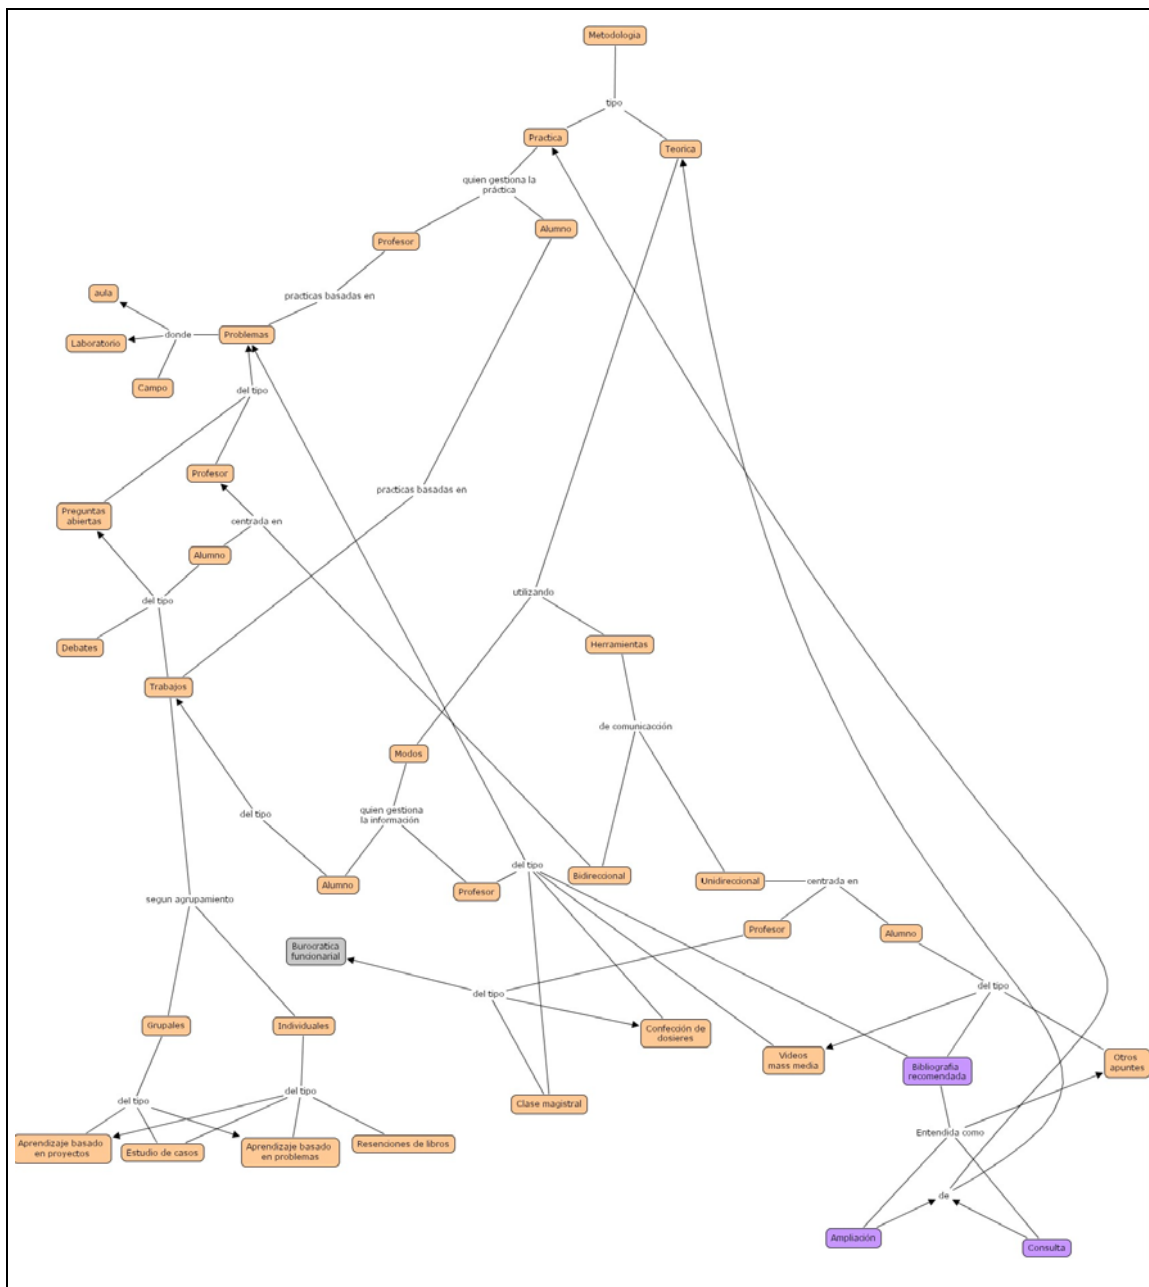 Metodologia
tipo
Practica
Teorica
quien gestiona la
práctica
Alumno
Profesor
aula
practicas basadas en
donde
Problemas
Laboratorio
Campo
del tipo
Profesor
practicas basadas en
Preguntas
abiertas
centrada en
Alumno
utilizando
del tipo
Herramientas
Debates
Trabajos
de comunicacción
Modos
quien gestiona
la información
del tipo
del tipo
Bidireccional
Unidireccional
centrada en
Alumno
Profesor
segun agrupamiento
Profesor
Alumno
Burocrática
funcionarial
del tipo
del tipo
Grupales
Individuales
Confección de
dosieres
Videos
mass media
Bibliografia
recomendada
Otros
apuntes
del tipo
del tipo
Clase magistral
Entendida como
Aprendizaje basado
en proyectos
Estudio de casos
Aprendizaje basado
en problemas
Resenciones de libros
de
Ampliación
Consulta